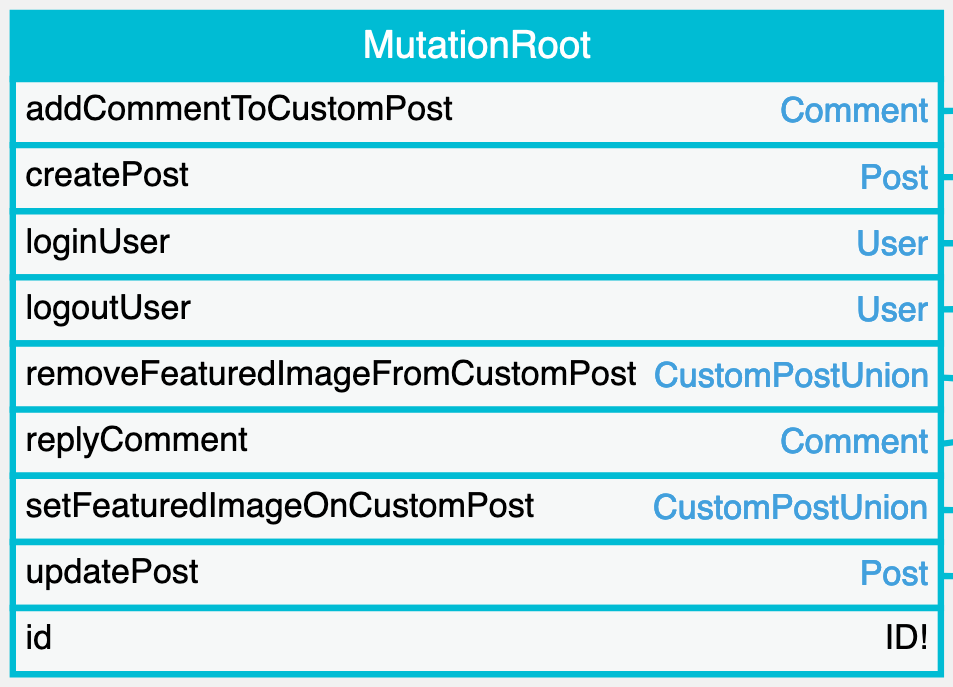 MutationRoot
addCommentToCustomPost Comment
createPost Post
loginUser User
logoutUser User
removeFeaturedImageFromCustomPost CustomPostUnion
replyComment Comment
setFeaturedImageOnCustomPost CustomPostUnion
updatePost Post
id ID!